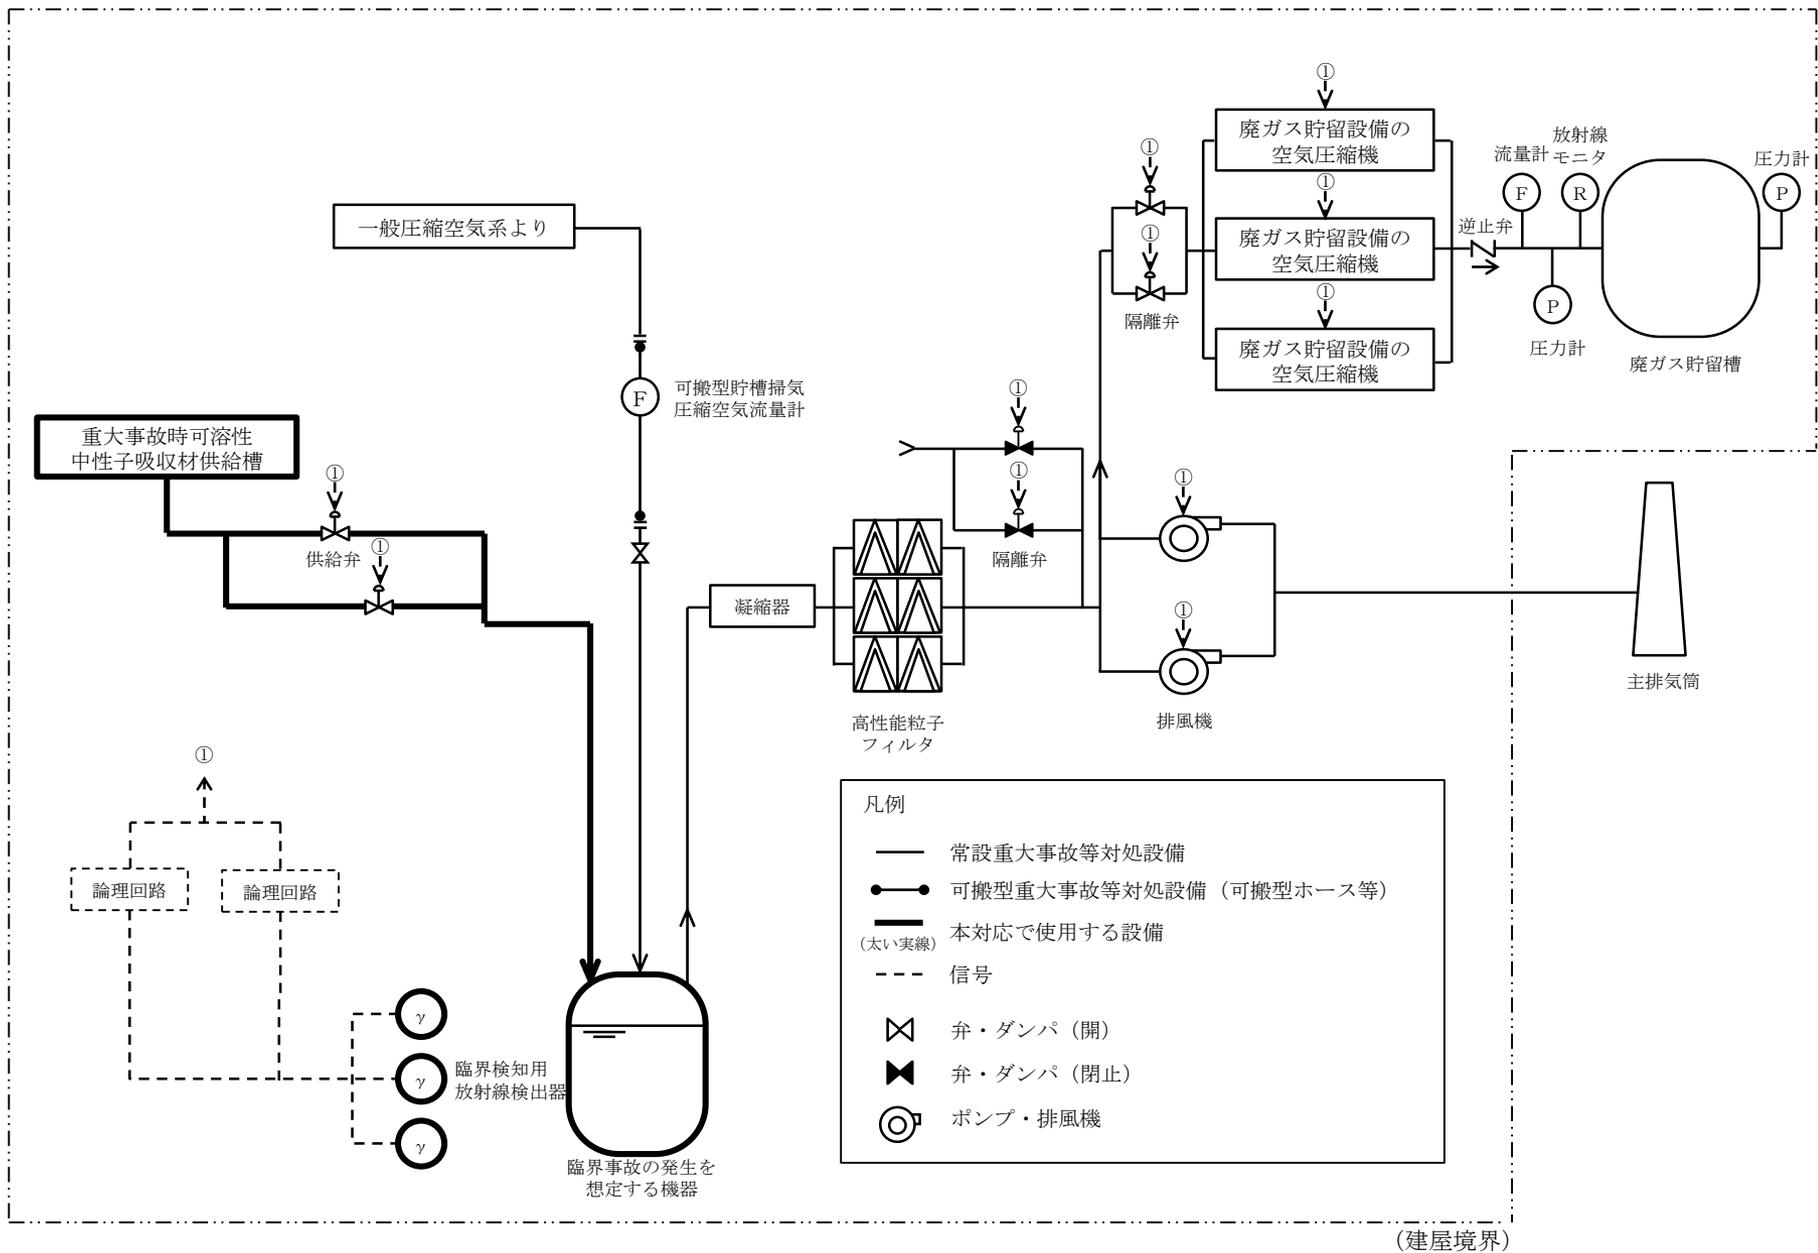 ①
廃ガス貯留設備の
空気圧縮機
①
廃ガス貯留設備の
空気圧縮機
①
廃ガス貯留設備の
空気圧縮機
①
①
隔離弁
逆止弁
流量計
F
放射線
モニタ
R
P
圧力計
圧力計
P
廃ガス貯留槽
一般圧縮空気系より
F
可搬型貯槽掃気
圧縮空気流量計
重大事故時可溶性
中性子吸収材供給槽
①
供給弁
①
①
①
隔離弁
凝縮器
高性能粒子
フィルタ
①
①
排風機
主排気筒
①
論理回路
論理回路
γ
γ
γ
臨界検知用
放射線検出器
臨界事故の発生を
想定する機器
凡例
常設重大事故等対処設備
可搬型重大事故等対処設備（可搬型ホース等）
本対応で使用する設備
（太い実線）
信号
弁・ダンパ（開）
弁・ダンパ（閉止）
ポンプ・排風機
（建屋境界）